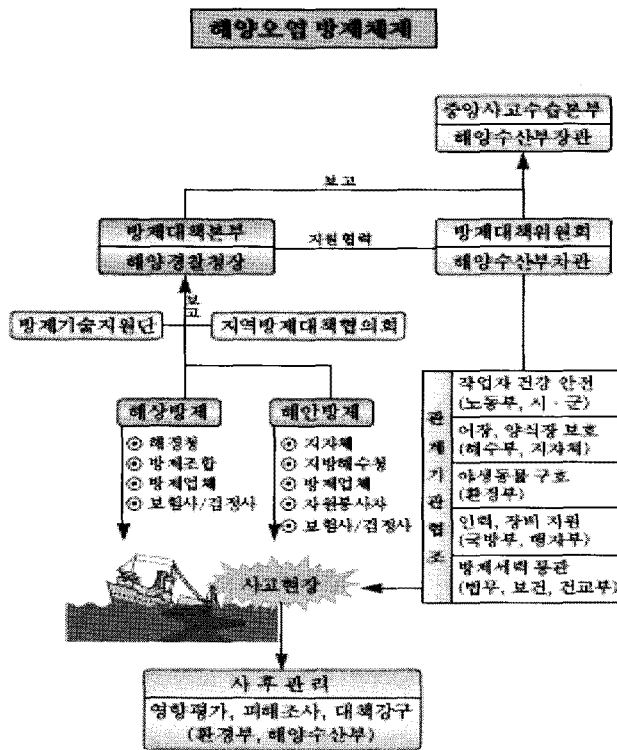 해양오염 방제체제
중앙사고수습본부
해양수산부장관
보고
방제대책본부
해양경찰청장
지원협력
방제대책위원회
해양수산부차관
보고
방제기술지원단
지역방제대책협의회
해상방제
◉ 해경청
◉ 방제조합
◉ 방제업체
◉ 보험사/검정사
해안방제
◉ 지자체
◉ 지방해수청
◉ 방제업체
◉ 자원봉사자
◉ 보험사/검정사
관계기관협조
작업자 건강 안전
(노동부, 시·군)
어장, 양식장 보호
(해수부, 지자체)
야생동물 구호
(환경부)
인력, 장비 지원
(국방부, 행자부)
방제세력 통관
(법무, 보건, 건교부)
사고현장
사후관리
영향평가, 피해조사, 대책강구
(환경부, 해양수산부)